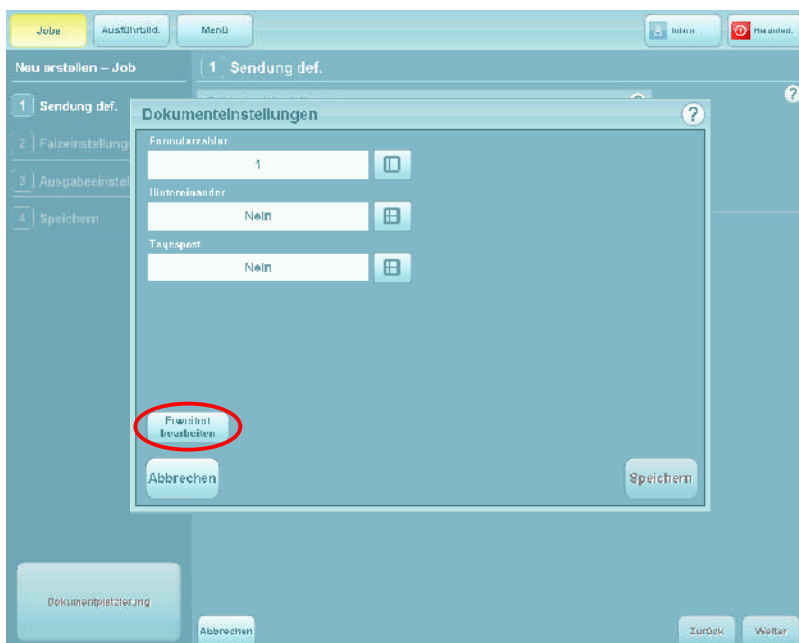 Jobs
Ausführbild.
Menü
Neu erstellen – Job
1 Sendung def.
1 Sendung def.
2 Falzeinstellung
3 Ausgabeeinstel
4 Speichern
Dokumenteinstellungen
?
?
Formularzähler
1
Hintereinander
Nein
Tagespost
Nein
Erweitert
bearbeiten
Abbrechen
Speichern
Dokumentplatzierung
Abbrechen
Zurück
Weiter